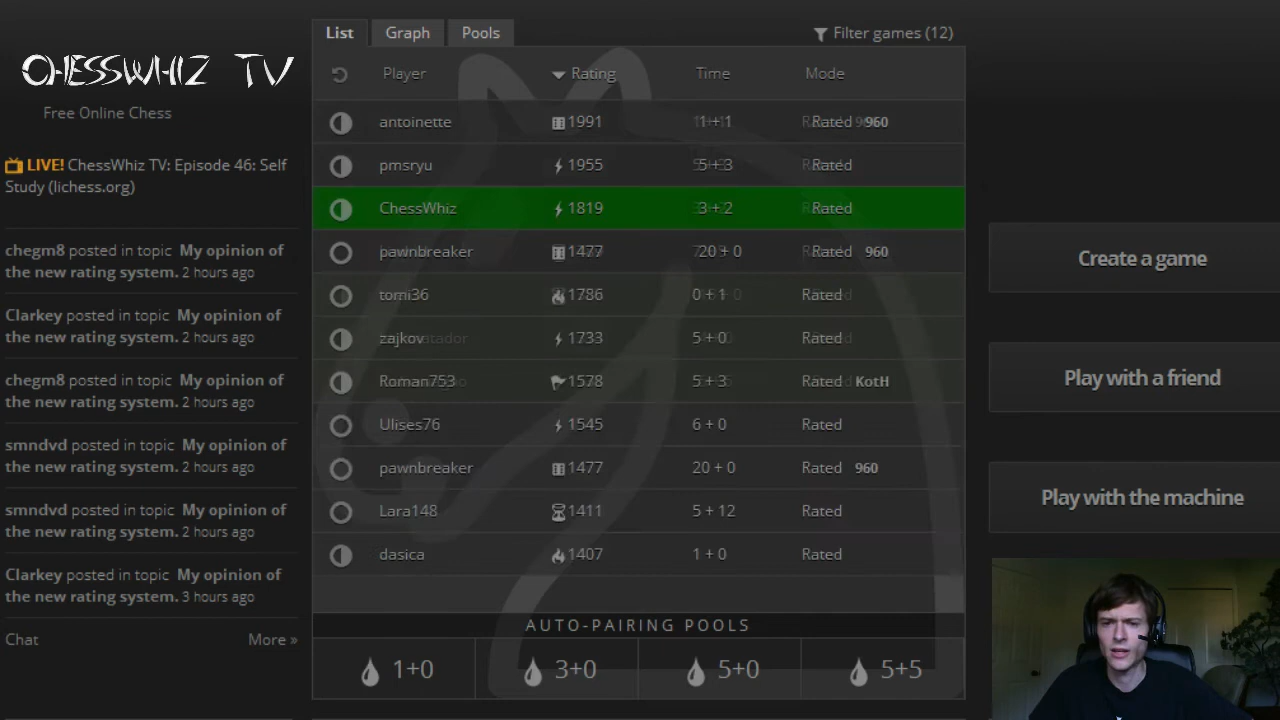 CHESSWHIZ TV
Free Online Chess
LIVE! ChessWhiz TV: Episode 46: Self
Study (lichess.org)
chegm8 posted in topic My opinion of
the new rating system. 2 hours ago
Clarkey posted in topic My opinion of
the new rating system. 2 hours ago
chegm8 posted in topic My opinion of
the new rating system. 2 hours ago
smndvd posted in topic My opinion of
the new rating system. 2 hours ago
smndvd posted in topic My opinion of
the new rating system. 2 hours ago
Clarkey posted in topic My opinion of
the new rating system. 3 hours ago
Chat More »
List Graph Pools Filter games (12)
Player Rating Time Mode
antoinette 1991 1 + 1 Rated 960
pmsryu 1955 5 + 3 Rated
ChessWhiz 1819 3 + 2 Rated
pawnbreaker 1477 20 + 0 Rated 960
tomi36 1786 0 + 1 Rated
zajkov 1733 5 + 0 Rated
Roman753 1578 5 + 3 Rated KotH
Ulises76 1545 6 + 0 Rated
pawnbreaker 1477 20 + 0 Rated 960
Lara148 1411 5 + 12 Rated
dasica 1407 1 + 0 Rated
AUTO-PAIRING POOLS
1+0 3+0 5+0 5+5
Create a game
Play with a friend
Play with the machine